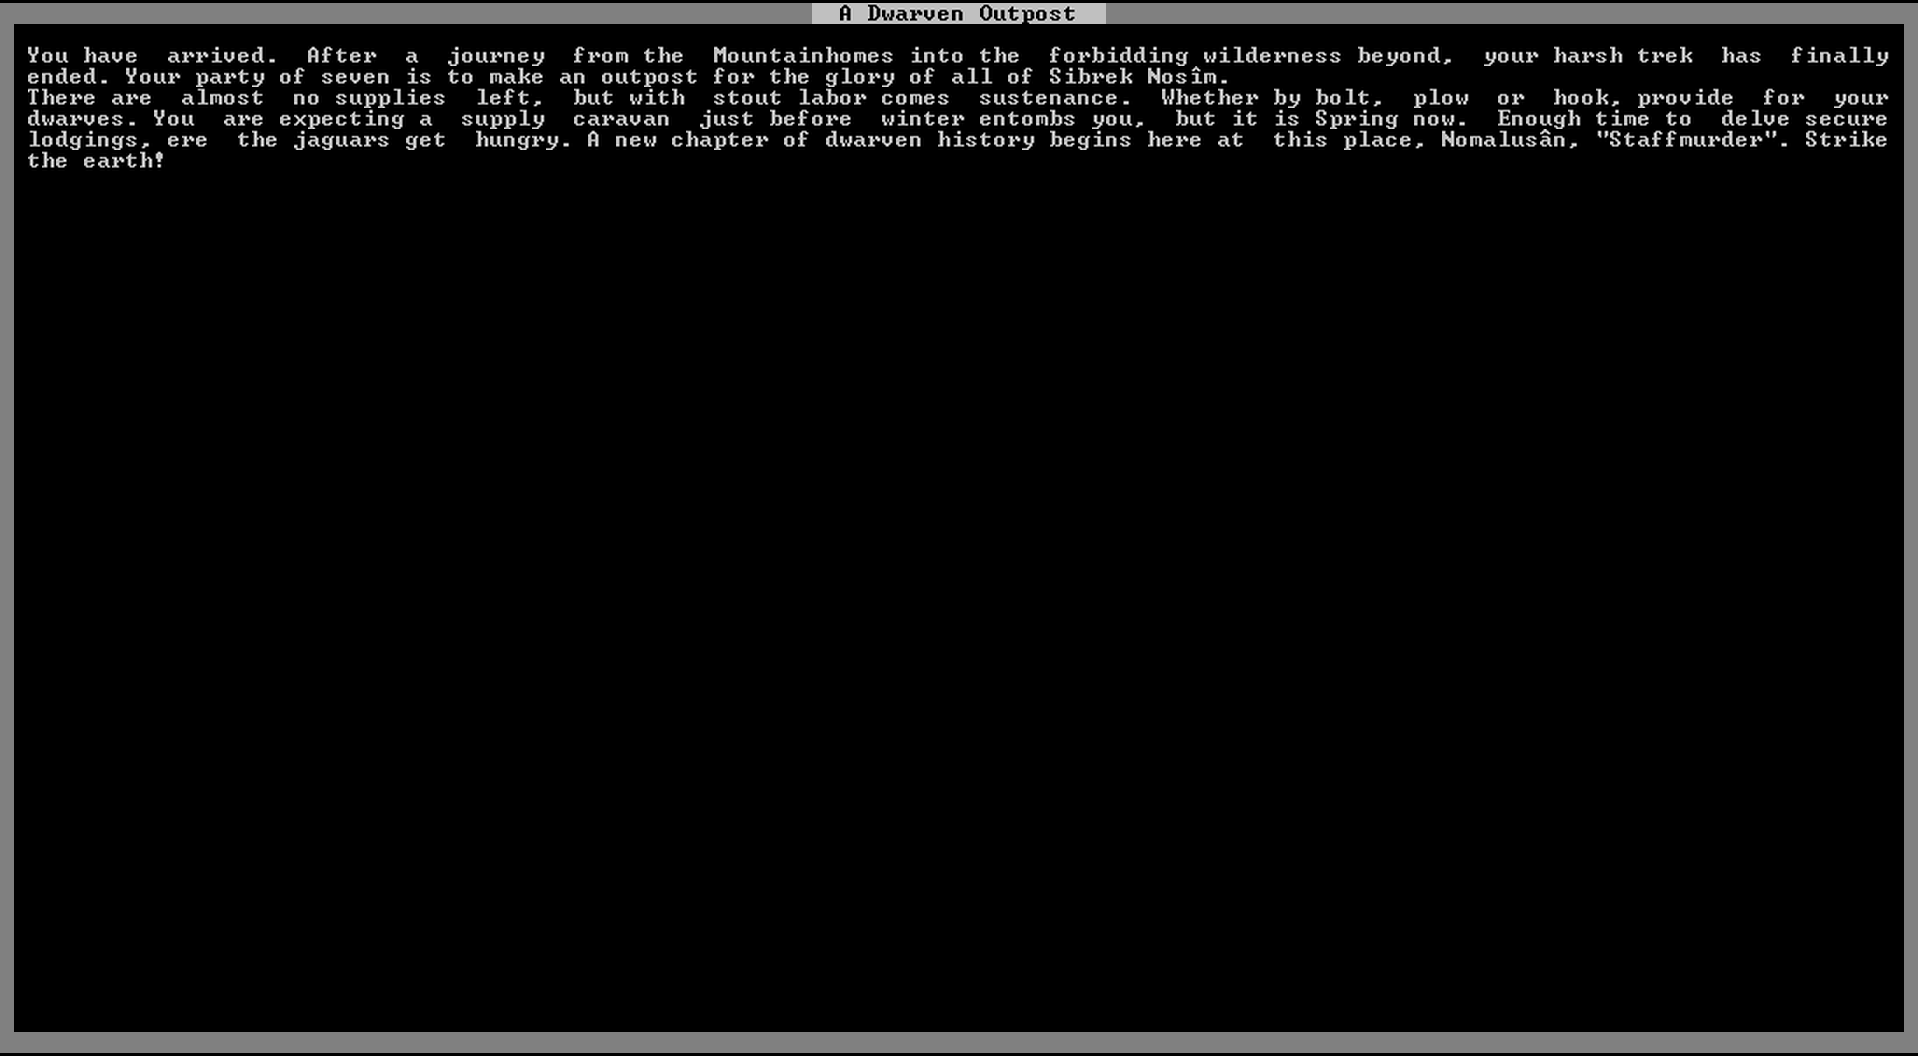 A Dwarven Outpost
You have arrived. After a journey from the Mountainhomes into the forbidding wilderness beyond, your harsh trek has finally
ended. Your party of seven is to make an outpost for the glory of all of Sibrek Nosîm.
There are almost no supplies left, but with stout labor comes sustenance. Whether by bolt, plow or hook, provide for your
dwarves. You are expecting a supply caravan just before winter entombs you, but it is Spring now. Enough time to delve secure
lodgings, ere the jaguars get hungry. A new chapter of dwarven history begins here at this place, Nomalusân, "Staffmurder". Strike
the earth!